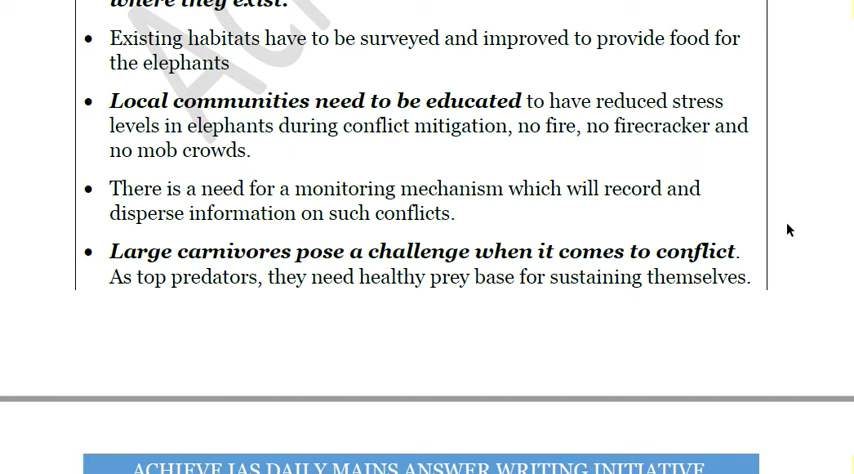 where they exist.
• Existing habitats have to be surveyed and improved to provide food for
the elephants
• Local communities need to be educated to have reduced stress
levels in elephants during conflict mitigation, no fire, no firecracker and
no mob crowds.
• There is a need for a monitoring mechanism which will record and
disperse information on such conflicts.
• Large carnivores pose a challenge when it comes to conflict.
As top predators, they need healthy prey base for sustaining themselves.
ACHIEVE IAS DAILY MAINS ANSWER WRITING INITIATIVE